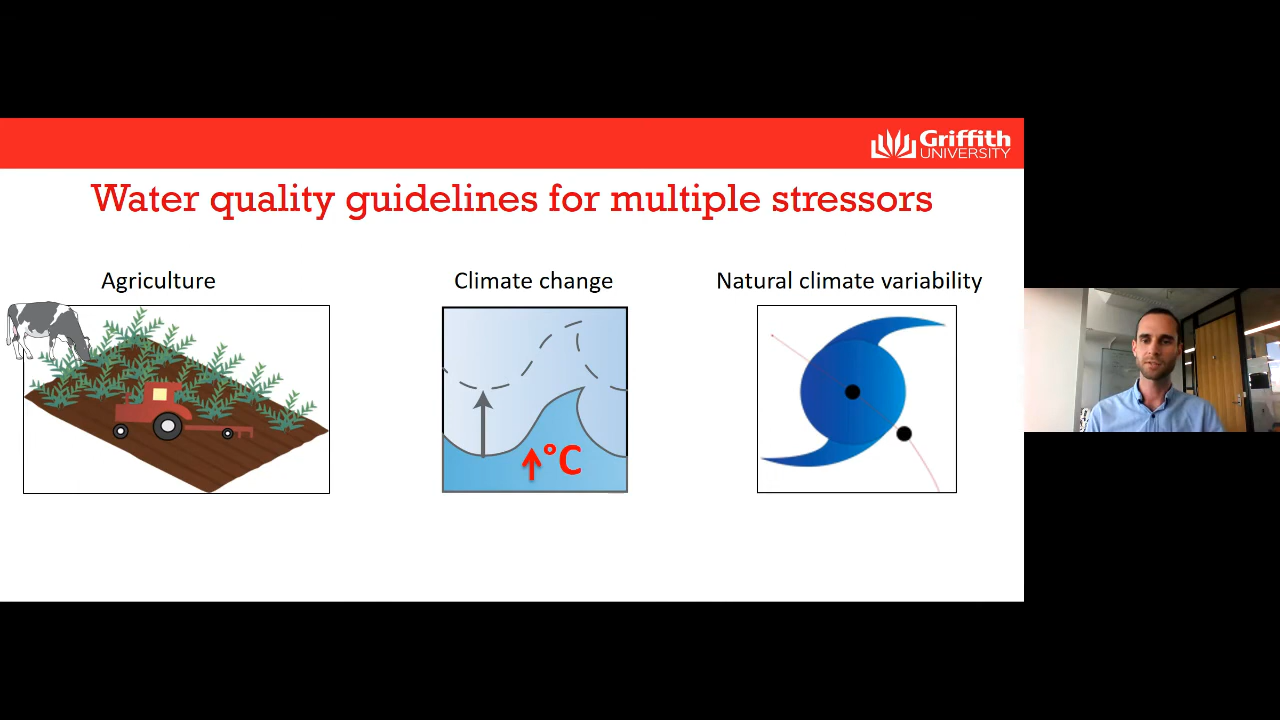 Griffith
UNIVERSITY
Water quality guidelines for multiple stressors
Agriculture
Climate change
Natural climate variability
°C